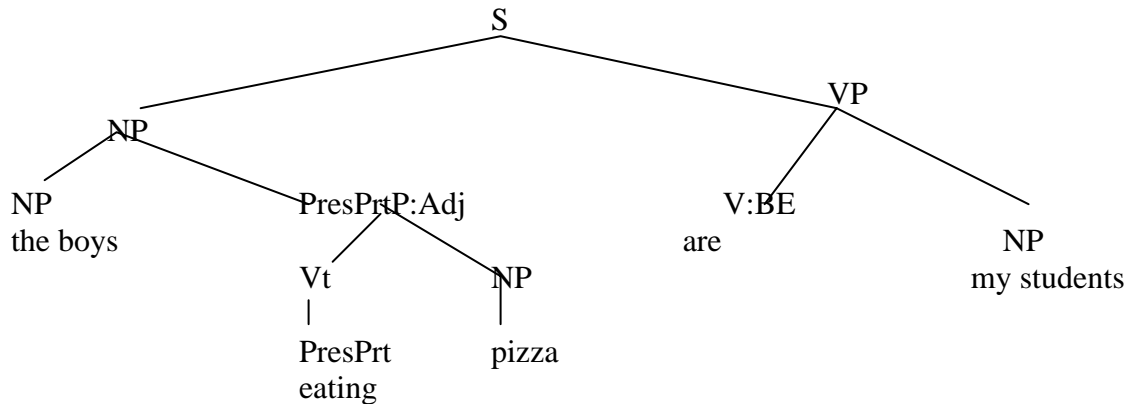 S
VP
NP
NP PresPrtP:Adj V:BE
the boys are NP
Vt NP my students
PresPrt pizza
eating